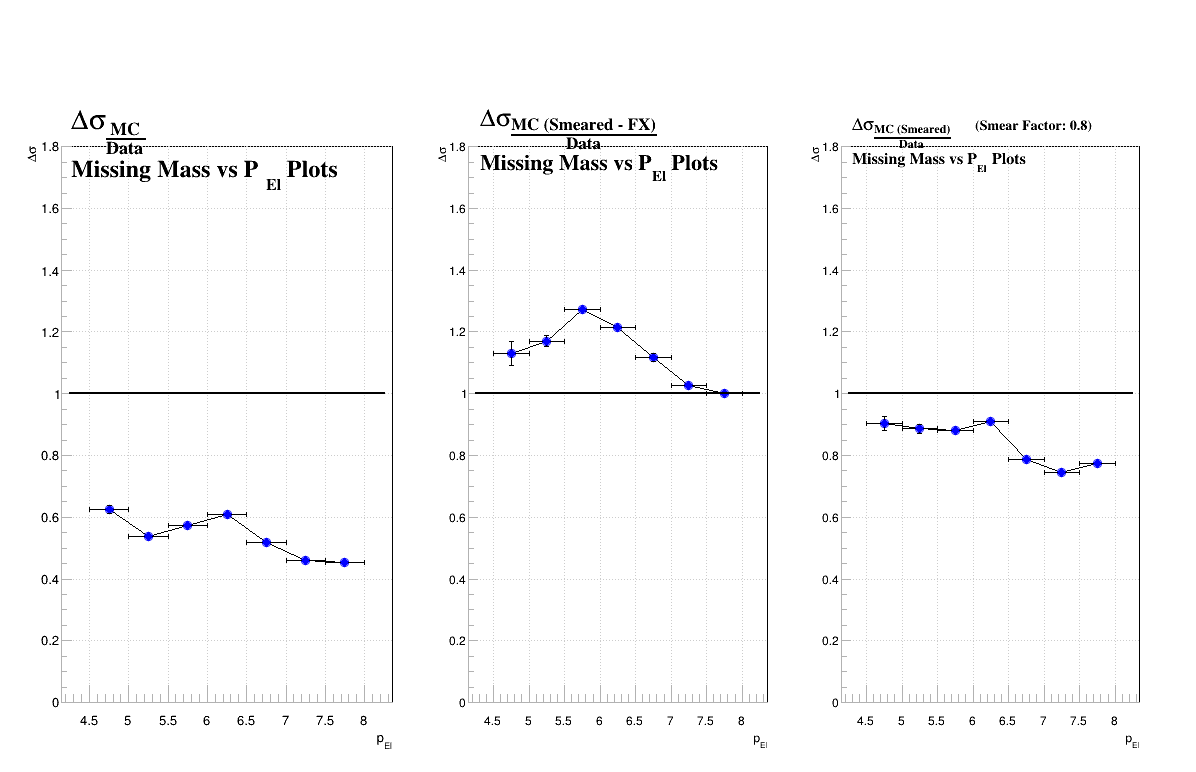 Δσ MC
Data
Missing Mass vs P El Plots
Δσ
1.8
1.6
1.4
1.2
1
0.8
0.6
0.4
0.2
0
4.5 5 5.5 6 6.5 7 7.5 8
p El
Δσ MC (Smeared - FX)
Data
Missing Mass vs P El Plots
Δσ
1.8
1.6
1.4
1.2
1
0.8
0.6
0.4
0.2
0
4.5 5 5.5 6 6.5 7 7.5 8
p El
Δσ MC (Smeared) (Smear Factor: 0.8)
Data
Missing Mass vs P El Plots
Δσ
1.8
1.6
1.4
1.2
1
0.8
0.6
0.4
0.2
0
4.5 5 5.5 6 6.5 7 7.5 8
p El